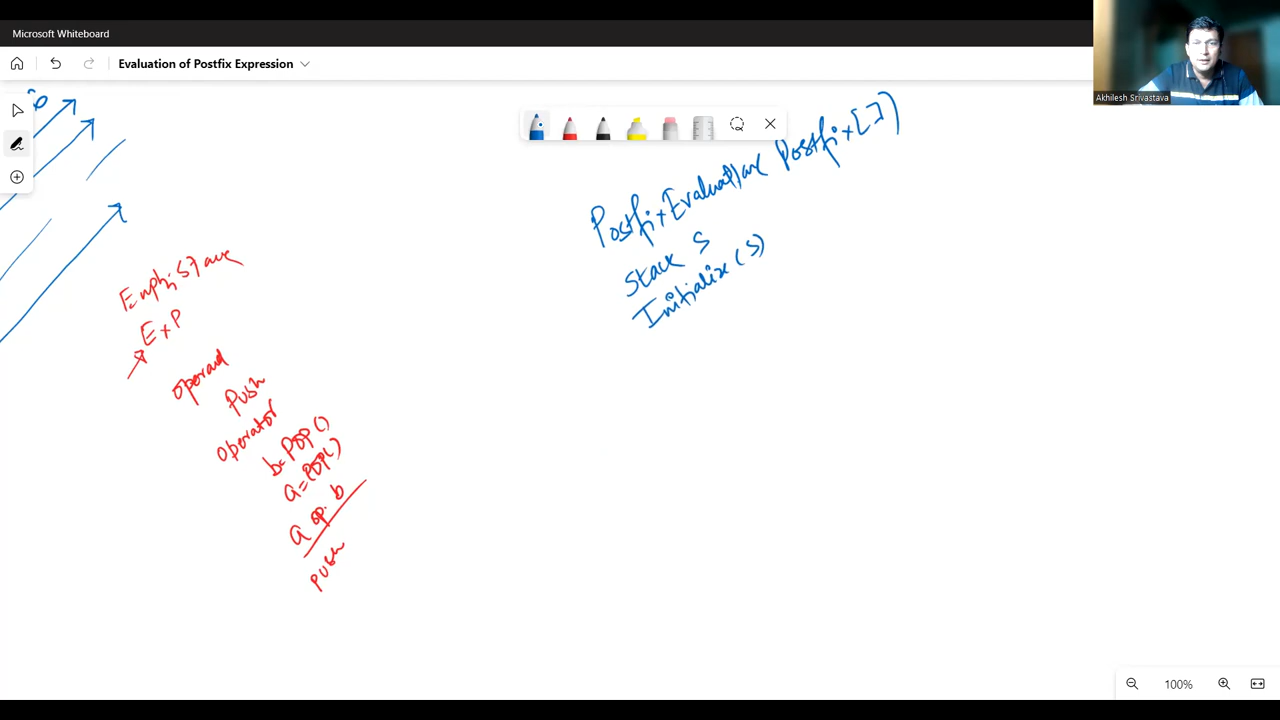 Microsoft Whiteboard
Evaluation of Postfix Expression
Akhilesh Srivastava
Empty Stack
Exp
operand
Push
operator
b=Pop()
a=Pop()
a op. b
push
Postfix[])
Stack S
Initialize(S)
100%